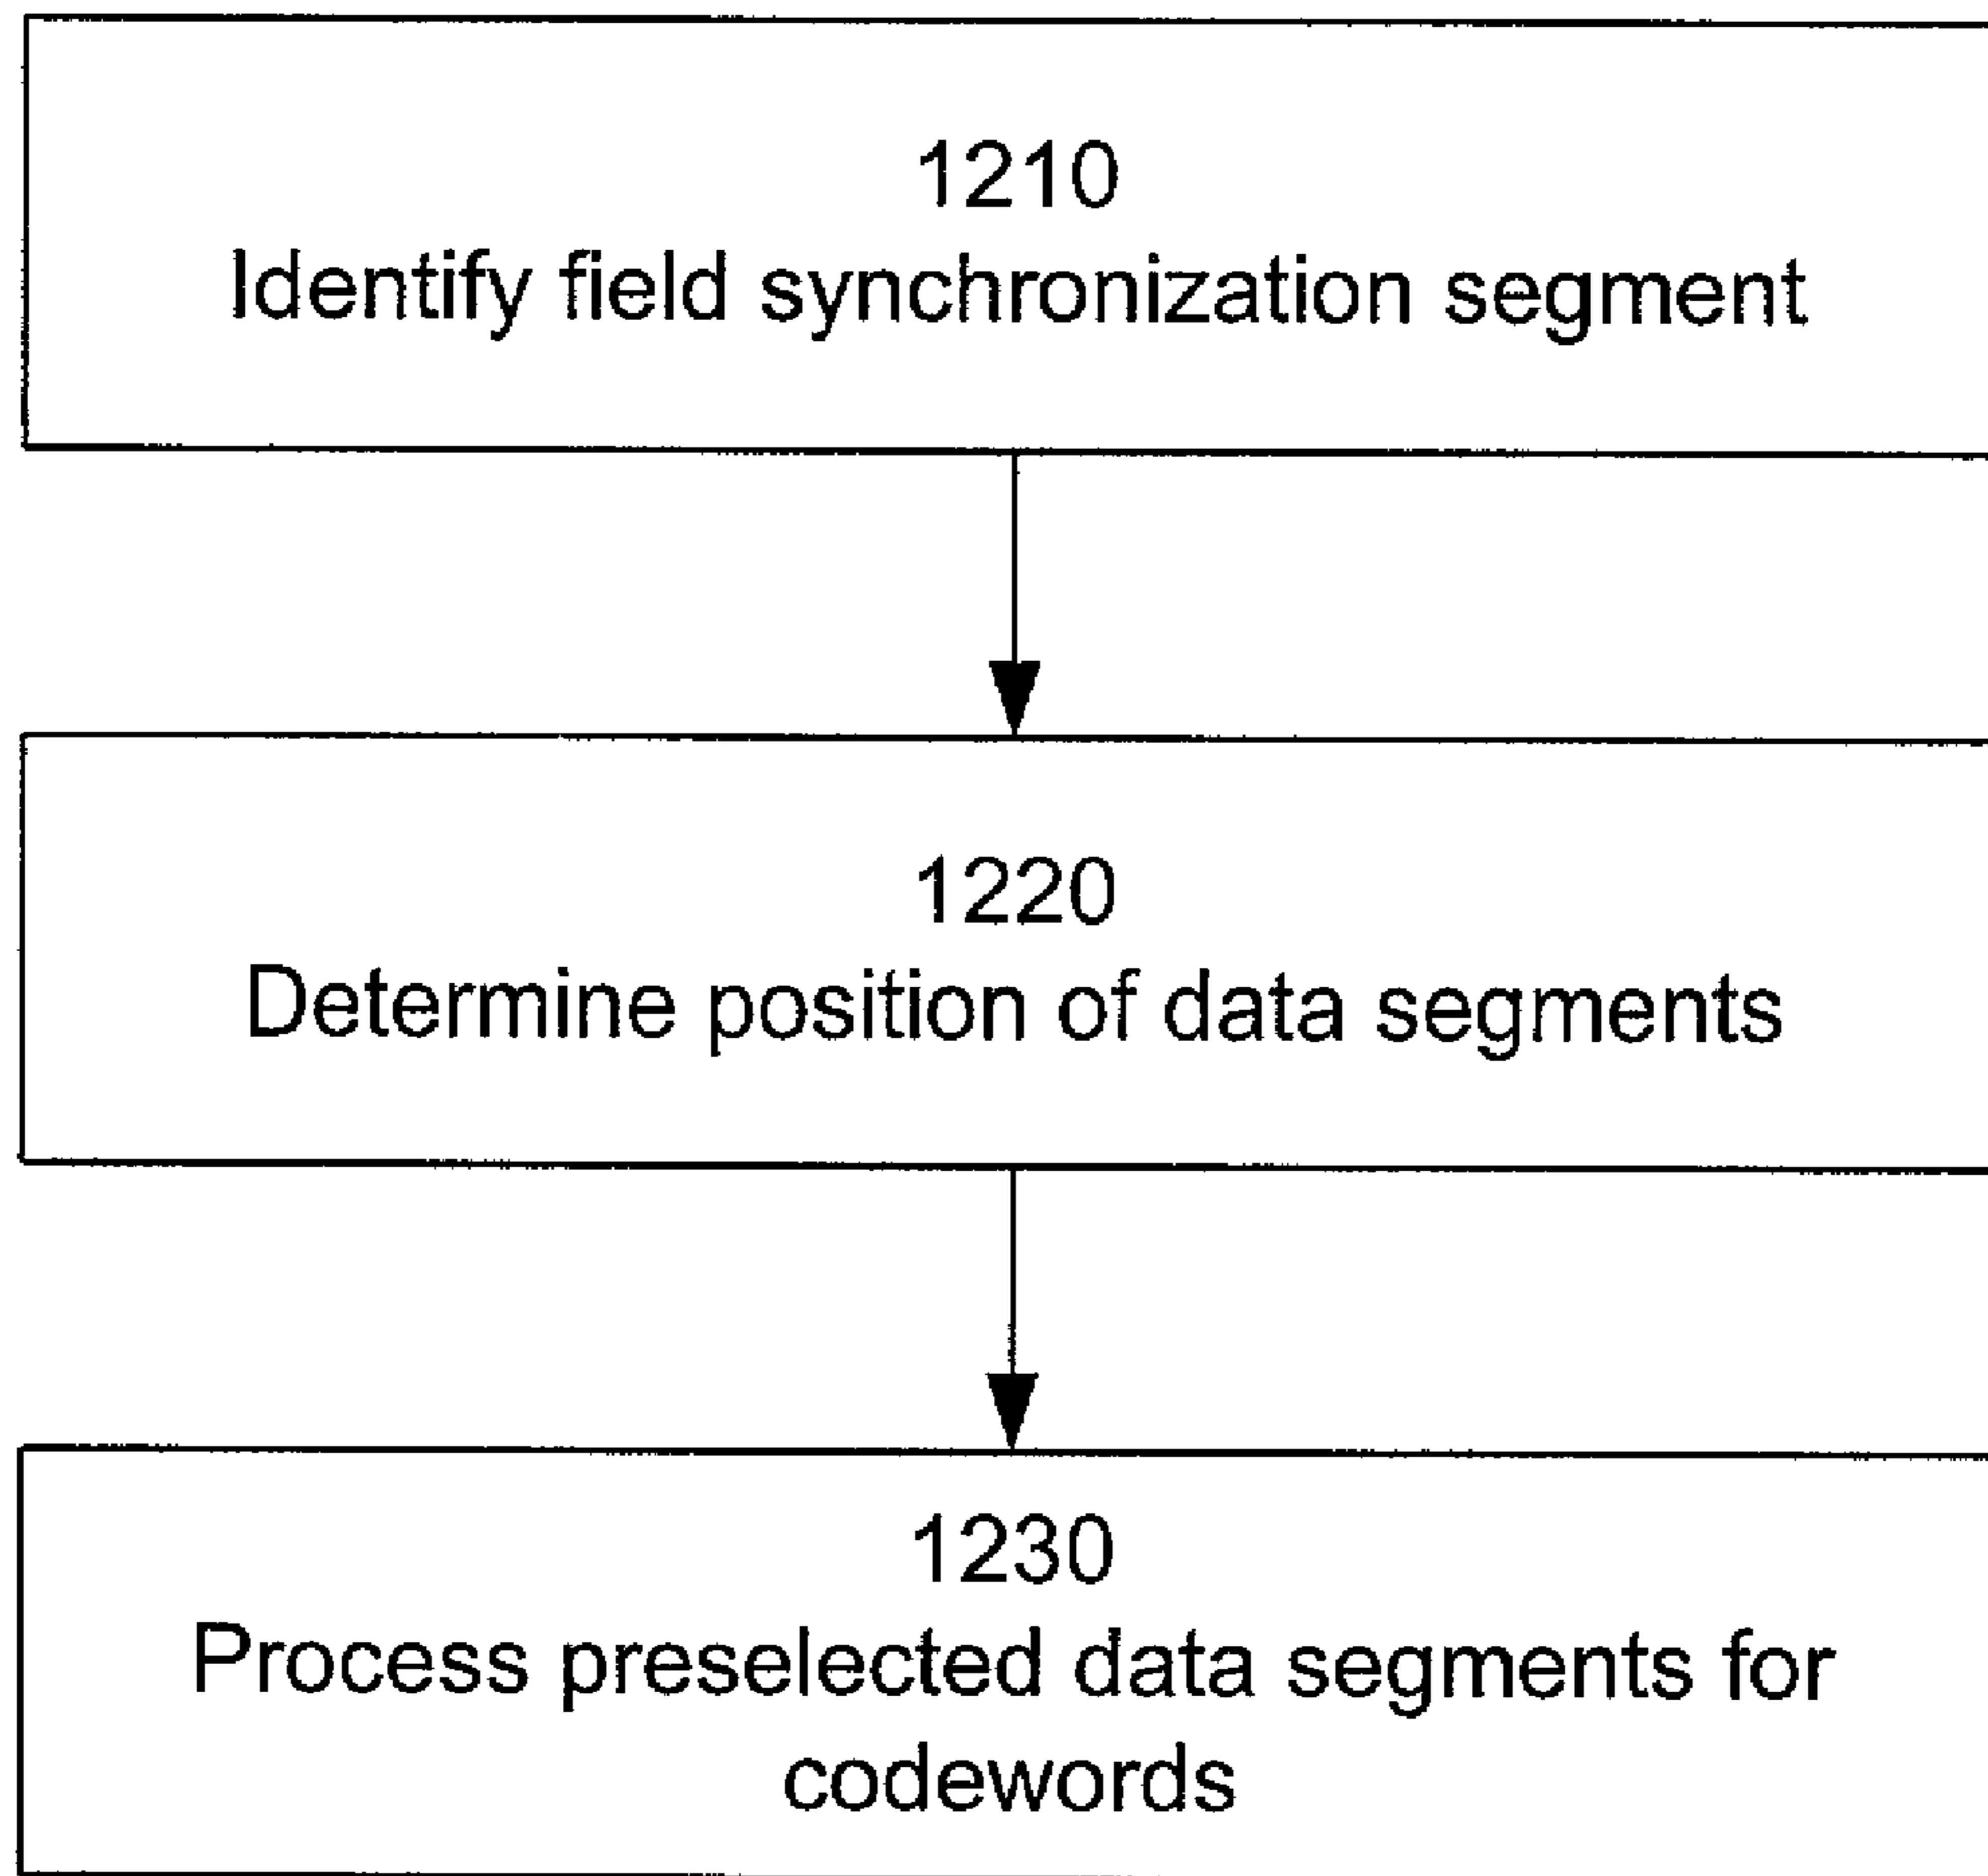 1210
Identify field synchronization segment
1220
Determine position of data segments
1230
Process preselected data segments for
codewords